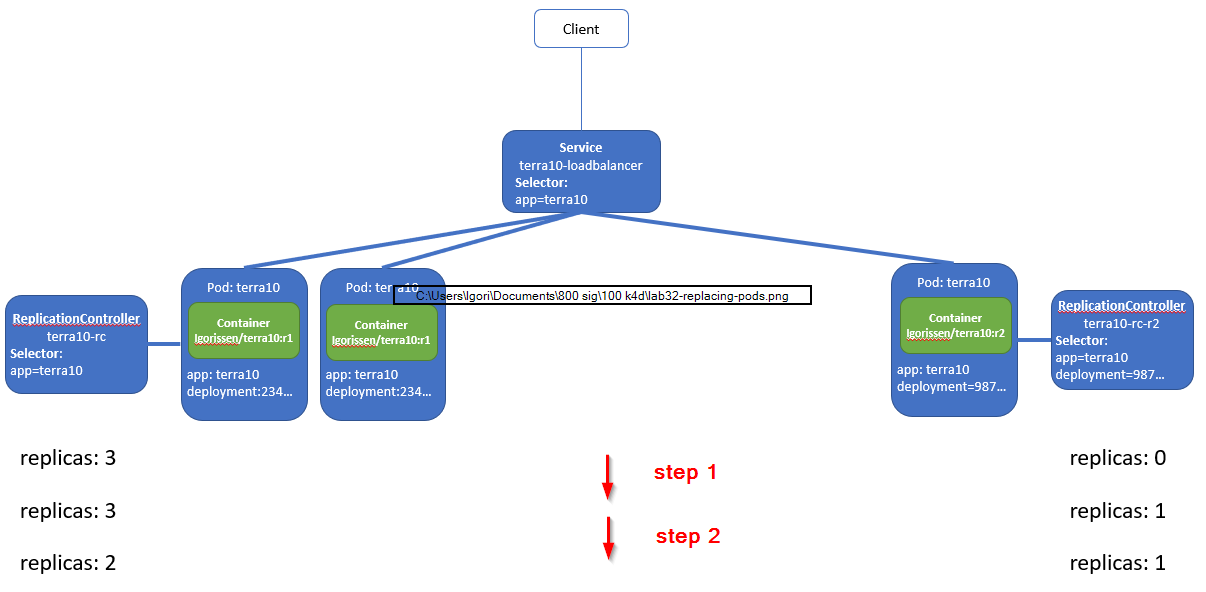 Client
Service
terra10-loadbalancer
Selector:
app=terra10
Pod: terra10
Container
lgorissen/terra10:r1
app: terra10
deployment:234...
Pod: terra10
Container
lgorissen/terra10:r1
app: terra10
deployment:234...
C:\Users\lgori\Documents\800 sig\100 k4d\lab32-replacing-pods.png
Pod: terra10
Container
lgorissen/terra10:r2
app: terra10
deployment=987...
ReplicationController
terra10-rc
Selector:
app=terra10
ReplicationController
terra10-rc-r2
Selector:
app=terra10
deployment=987...
replicas: 3
step 1
replicas: 0
replicas: 3
step 2
replicas: 1
replicas: 2
replicas: 1